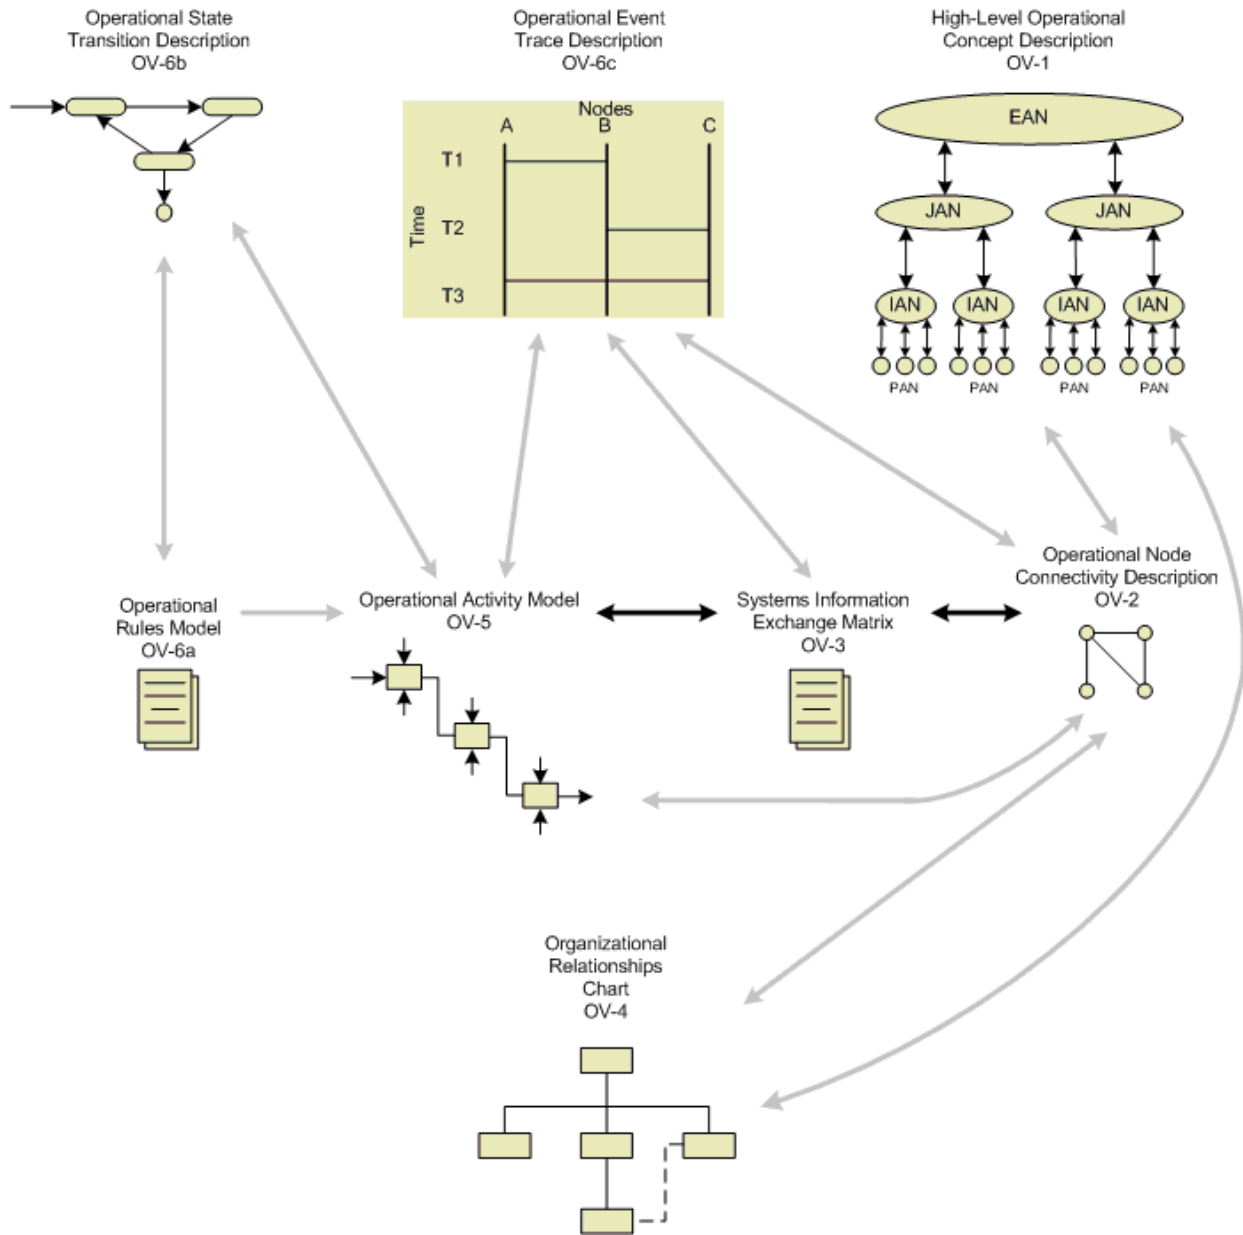 Operational State
Transition Description
OV-6b
Operational Event
Trace Description
OV-6c
High-Level Operational
Concept Description
OV-1
Nodes
A B C
T1
T2
T3
Time
EAN
JAN JAN
IAN IAN IAN IAN
PAN PAN PAN PAN
Operational
Rules Model
OV-6a
Operational Activity Model
OV-5
Systems Information
Exchange Matrix
OV-3
Operational Node
Connectivity Description
OV-2
Organizational
Relationships
Chart
OV-4